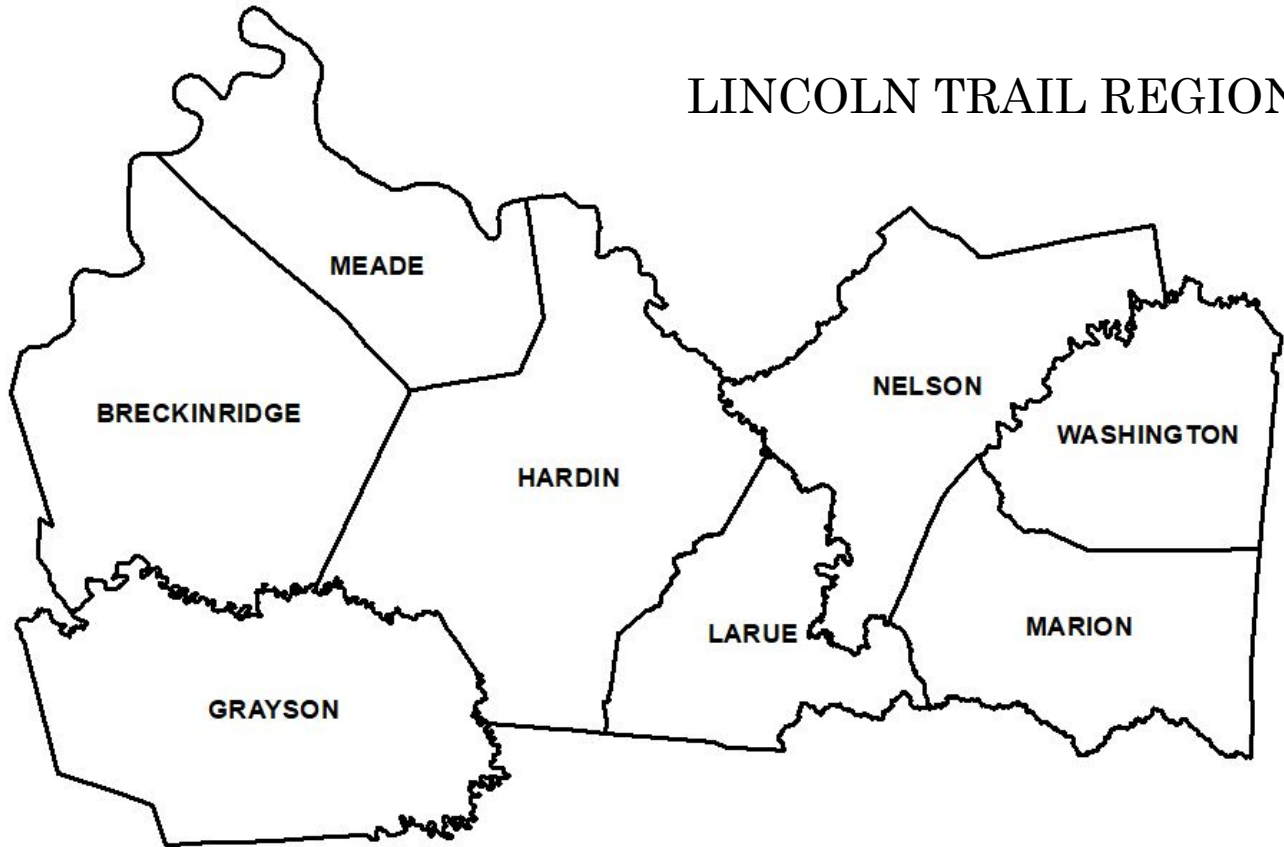 LINCOLN TRAIL REGION
MEADE
NELSON
BRECKINRIDGE
WASHINGTON
HARDIN
MARION
LARUE
GRAYSON